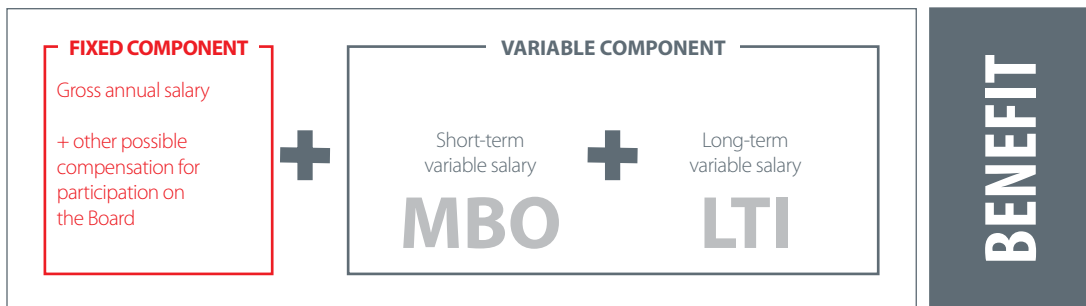 FIXED COMPONENT
Gross annual salary
+ other possible
compensation for
participation on
the Board
+
VARIABLE COMPONENT
Short-term
variable salary
MBO
+
Long-term
variable salary
LTI
BENEFIT